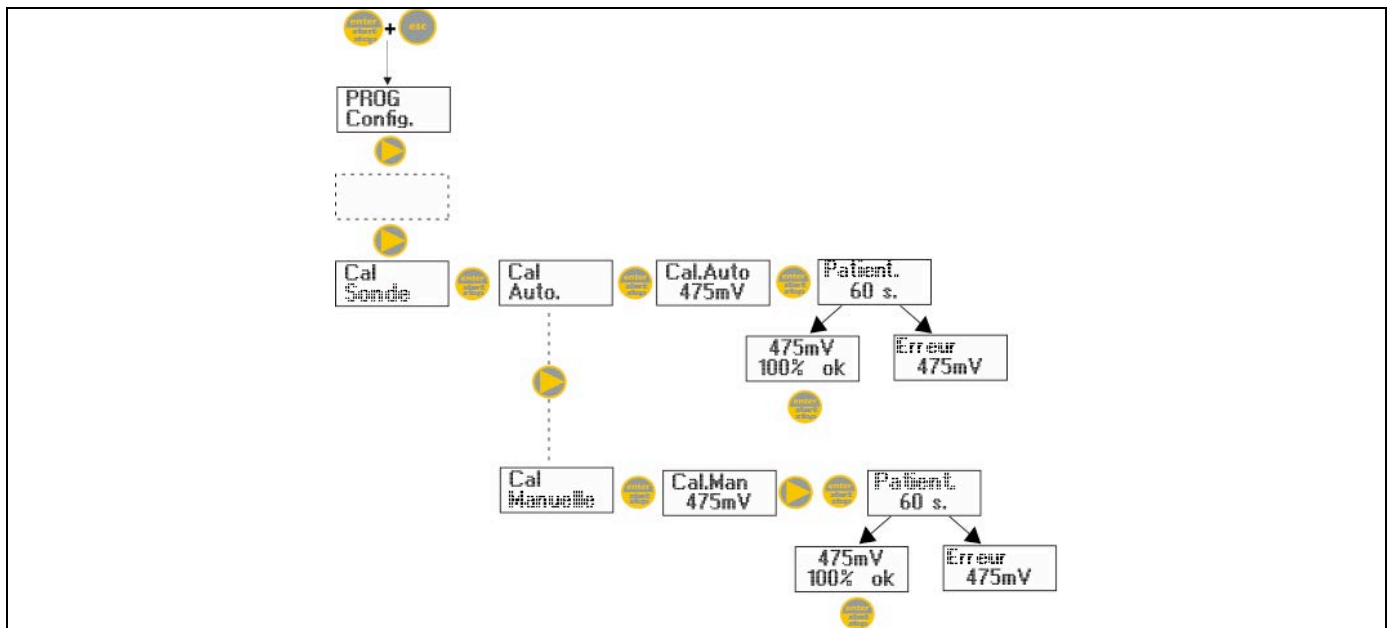 enter
start
stop
+
esc
PROG
Config.
Cal
Sonde
enter
start
stop
Cal
Auto.
enter
start
stop
Cal.Auto
475mV
enter
start
stop
Patient.
60 s.
475mV
100% ok
Erreur
475mV
enter
start
stop
Cal
Manuelle
enter
start
stop
Cal.Man
475mV
enter
start
stop
Patient.
60 s.
475mV
100% ok
Erreur
475mV
enter
start
stop